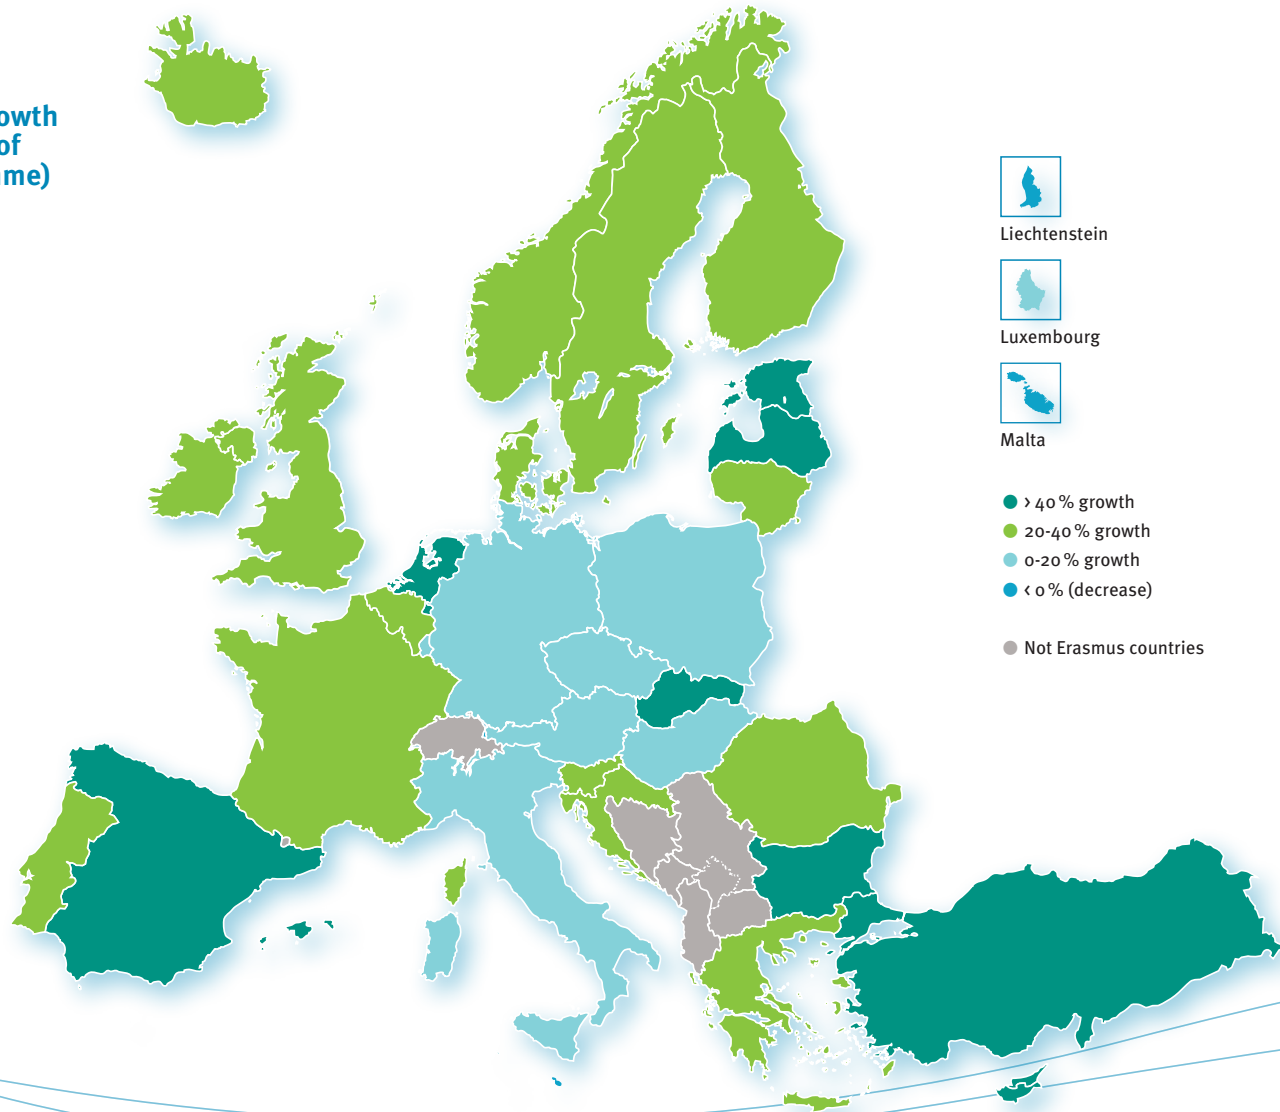 owth
of
me)
Liechtenstein
Luxembourg
Malta
> 40 % growth
20-40 % growth
0-20 % growth
< 0 % (decrease)
Not Erasmus countries